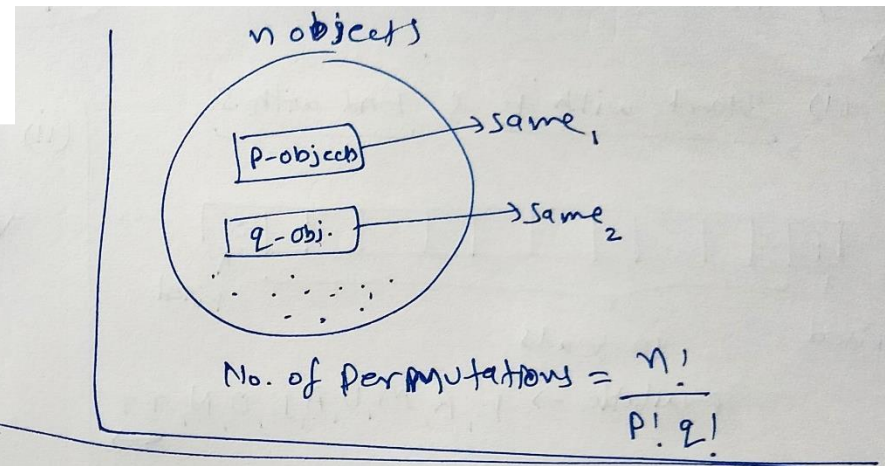 n objects
p-objects
same₁
q-obj.
same₂
No. of permutations = n! / p! q!